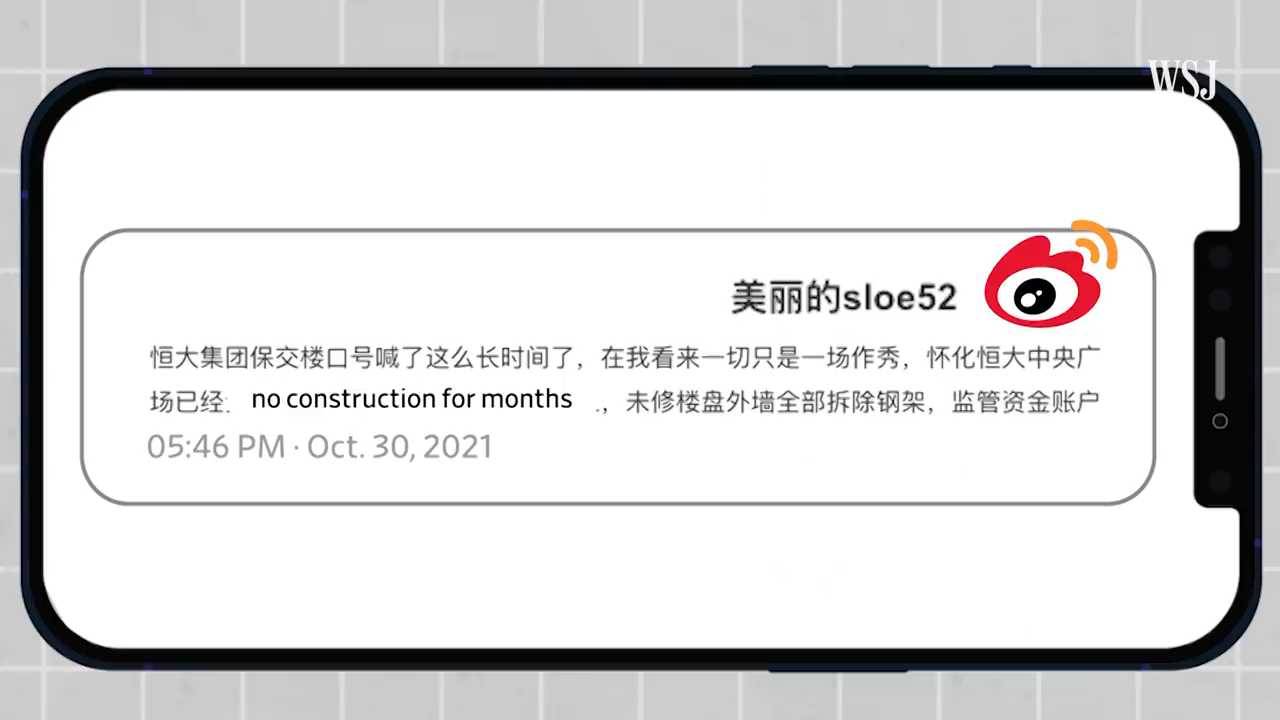 WSJ
美丽的sloe52
恒大集团保交楼口号喊了这么长时间了，在我看来一切只是一场作秀，怀化恒大中央广
场已经 no construction for months ，未修楼盘外墙全部拆除钢架，监管资金账户
05:46 PM · Oct. 30, 2021